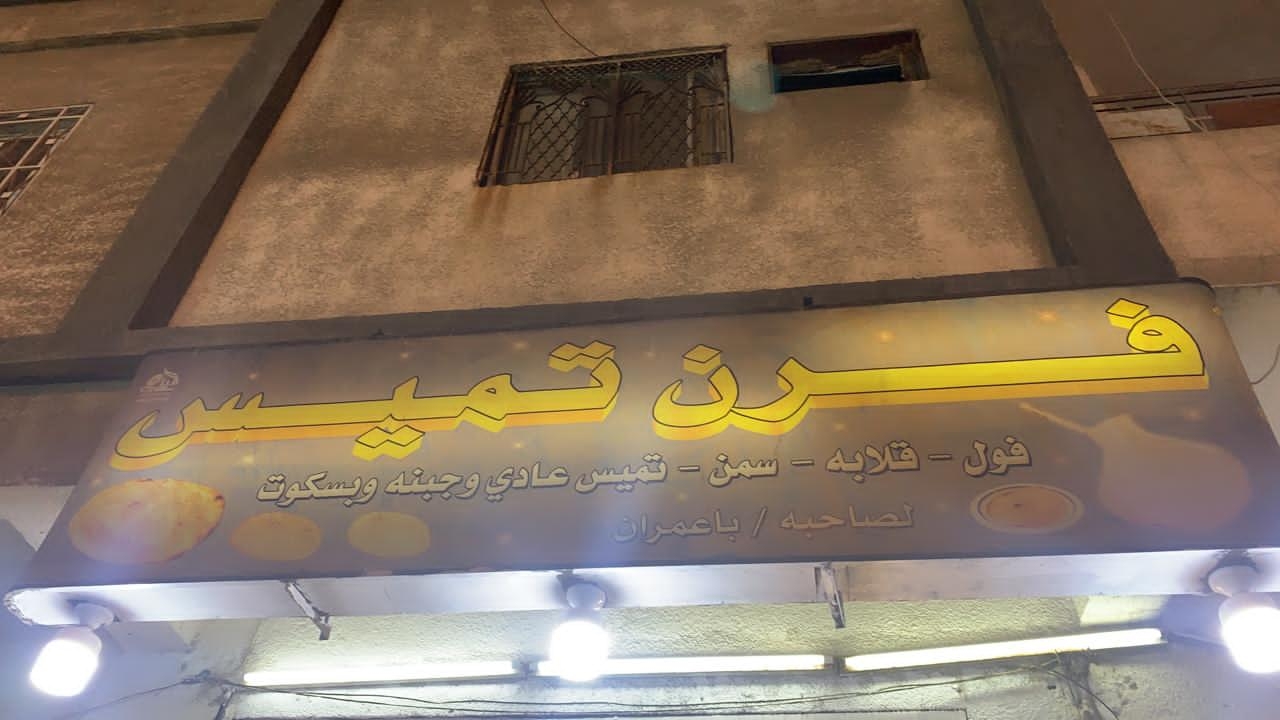 فرن تميس
فول - قلابه - سمن - تميس عادي وجبنه وبسكوت
لصاحبه / باعمران